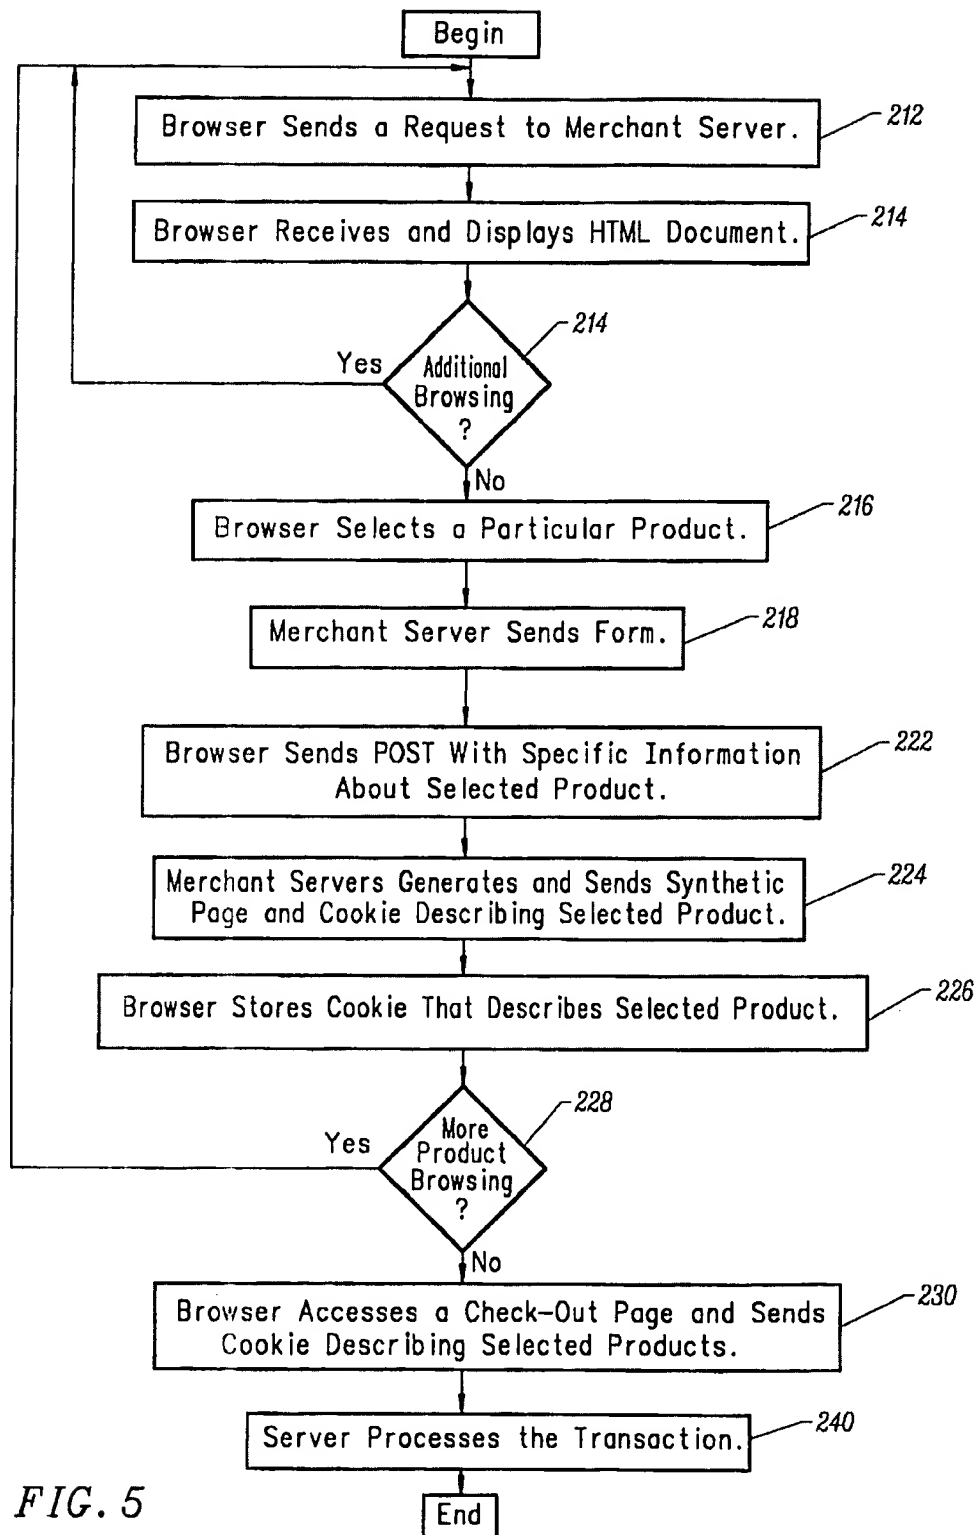 Begin
Browser Sends a Request to Merchant Server.
212
Browser Receives and Displays HTML Document.
214
214
Yes
Additional
Browsing
?
No
Browser Selects a Particular Product.
216
Merchant Server Sends Form.
218
Browser Sends POST With Specific Information
About Selected Product.
222
Merchant Servers Generates and Sends Synthetic
Page and Cookie Describing Selected Product.
224
Browser Stores Cookie That Describes Selected Product.
226
228
Yes
More
Product
Browsing
?
No
Browser Accesses a Check-Out Page and Sends
Cookie Describing Selected Products.
230
Server Processes the Transaction.
240
End
FIG. 5